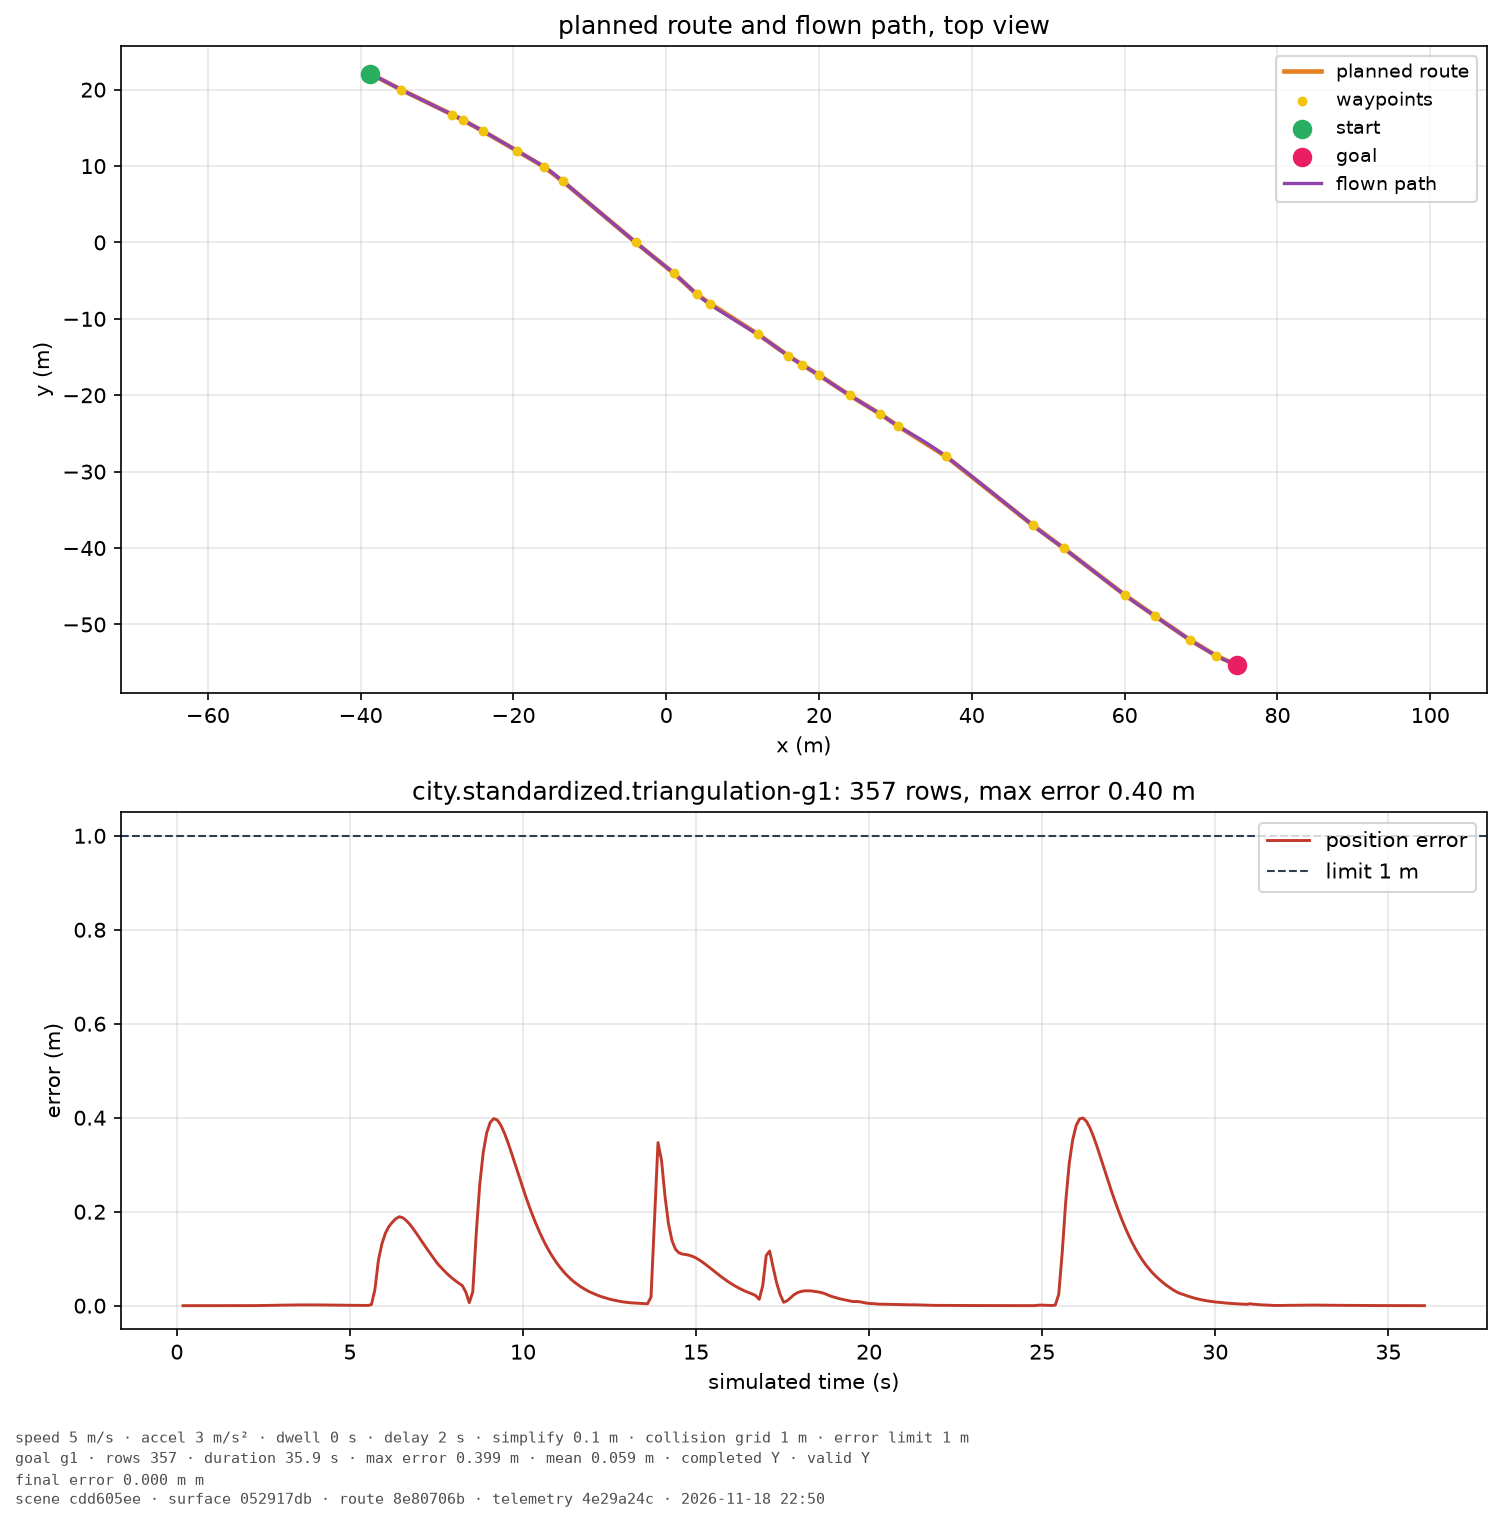 planned route and flown path, top view
20
10
0
−10
−20
−30
−40
−50
y (m)
planned route
waypoints
start
goal
flown path
−60
−40
−20
0
20
40
60
80
100
x (m)
city.standardized.triangulation-g1: 357 rows, max error 0.40 m
1.0
0.8
0.6
0.4
0.2
0.0
error (m)
position error
limit 1 m
0
5
10
15
20
25
30
35
simulated time (s)
speed 5 m/s · accel 3 m/s² · dwell 0 s · delay 2 s · simplify 0.1 m · collision grid 1 m · error limit 1 m
goal g1 · rows 357 · duration 35.9 s · max error 0.399 m · mean 0.059 m · completed Y · valid Y
final error 0.000 m m
scene cdd605ee · surface 052917db · route 8e80706b · telemetry 4e29a24c · 2026-11-18 22:50